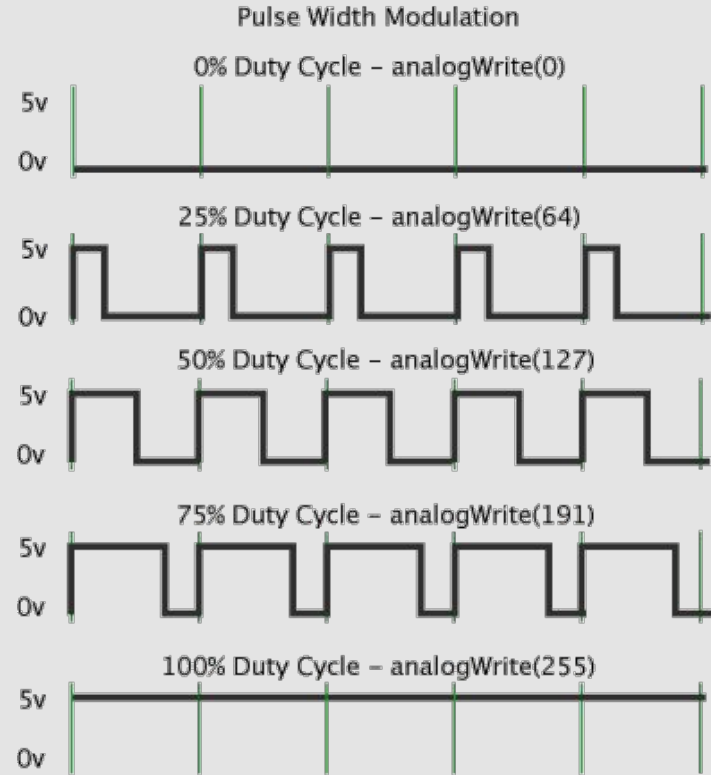 Pulse Width Modulation
0% Duty Cycle – analogWrite(0)
5v
0v
25% Duty Cycle – analogWrite(64)
5v
0v
50% Duty Cycle – analogWrite(127)
5v
0v
75% Duty Cycle – analogWrite(191)
5v
0v
100% Duty Cycle – analogWrite(255)
5v
0v